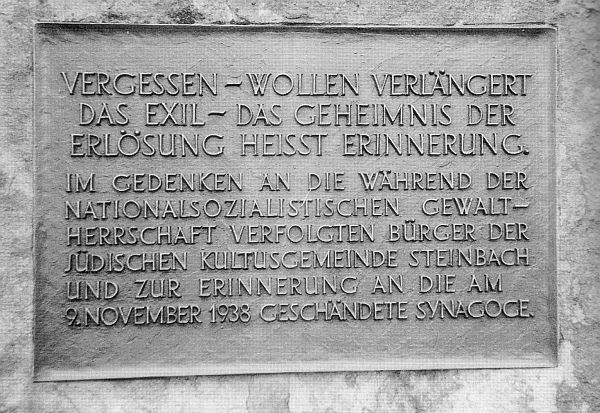 VERGESSEN – WOLLEN VERLÄNGERT
DAS EXIL – DAS GEHEIMNIS DER
ERLÖSUNG HEISST ERINNERUNG.
IM GEDENKEN AN DIE WÄHREND DER
NATIONALSOZIALISTISCHEN GEWALT–
HERRSCHAFT VERFOLGTEN BÜRGER DER
JÜDISCHEN KULTUSGEMEINDE STEINBACH
UND ZUR ERINNERUNG AN DIE AM
9. NOVEMBER 1938 GESCHÄNDETE SYNAGOGE.